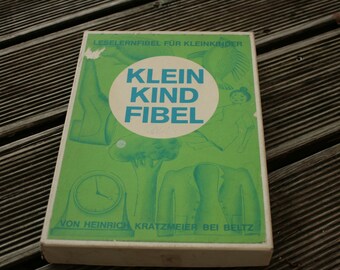 LESELERNFIBEL FÜR KLEINKINDER
KLEIN
KIND
FIBEL
VON HEINRICH KRATZMEIER BEI BELTZ